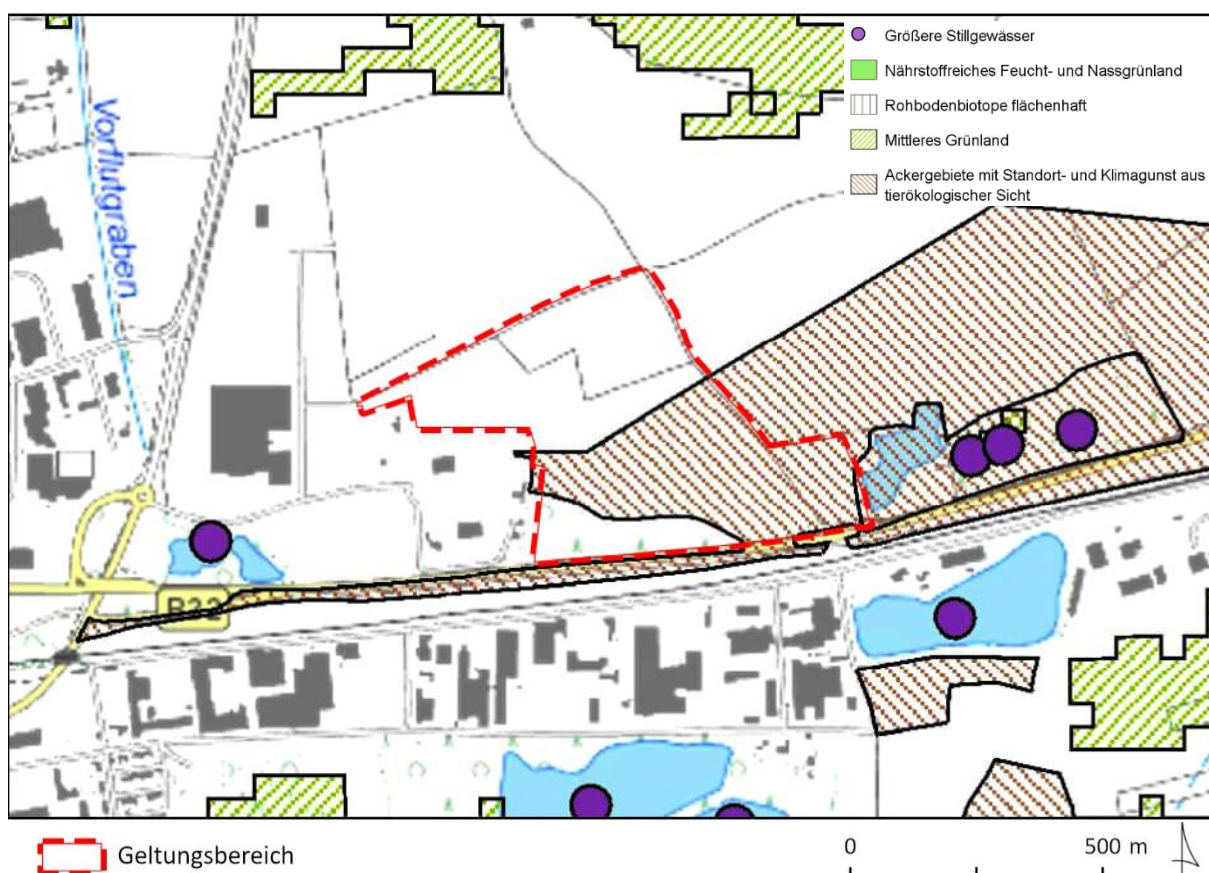 Größere Stillgewässer
Nährstoffreiches Feucht- und Nassgrünland
Rohbodenbiotope flächenhaft
Mittleres Grünland
Ackergebiete mit Standort- und Klimagunst aus
tierökologischer Sicht
Vorflutgraben
Geltungsbereich
0 500 m